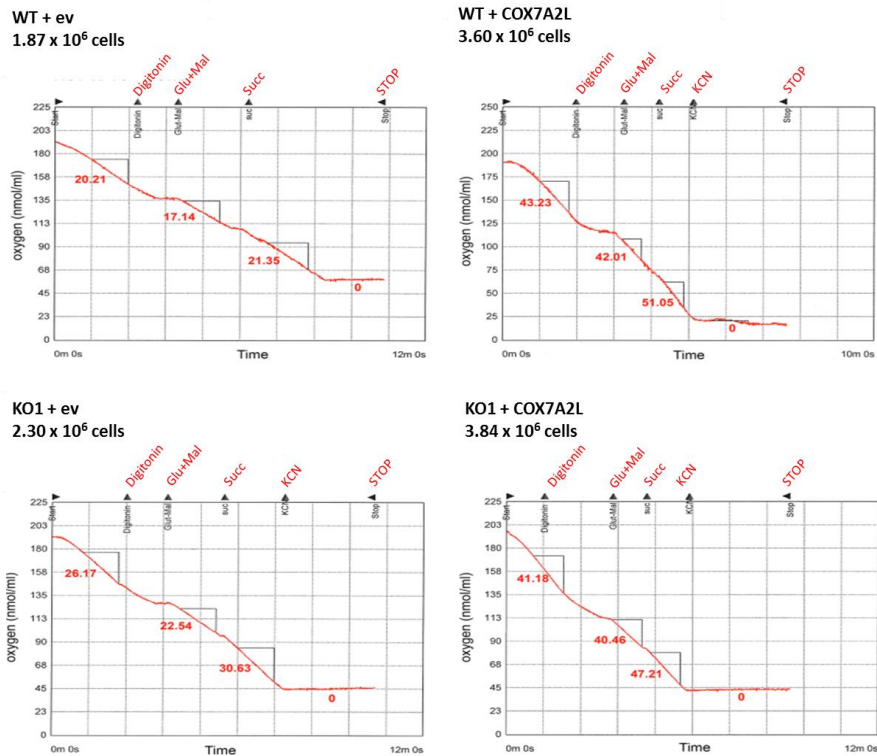 WT + ev
1.87 x 10⁶ cells
Digitonin
Glu+Mal
Succ
STOP
Start
Digitonin
Glut-Mal
suc
Stop
225
203
180
158
135
113
90
68
45
23
0
oxygen (nmol/ml)
20.21
17.14
21.35
0
0m 0s
Time
12m 0s
WT + COX7A2L
3.60 x 10⁶ cells
Digitonin
Glu+Mal
Succ
KCN
STOP
Start
Digitonin
Glut-Mal
suc
KCN
Stop
250
225
200
175
150
125
100
75
50
25
0
oxygen (nmol/ml)
43.23
42.01
51.05
0
0m 0s
Time
10m 0s
KO1 + ev
2.30 x 10⁶ cells
Digitonin
Glu+Mal
Succ
KCN
STOP
Start
Digitonin
Glut-Mal
suc
KCN
Stop
225
203
180
158
135
113
90
68
45
23
0
oxygen (nmol/ml)
26.17
22.54
30.63
0
0m 0s
Time
12m 0s
KO1 + COX7A2L
3.84 x 10⁶ cells
Digitonin
Glu+Mal
Succ
KCN
STOP
Start
Digitonin
Glut-Mal
suc
KCN
Stop
225
203
180
158
135
113
90
68
45
23
0
oxygen (nmol/ml)
41.18
40.46
47.21
0
0m 0s
Time
12m 0s